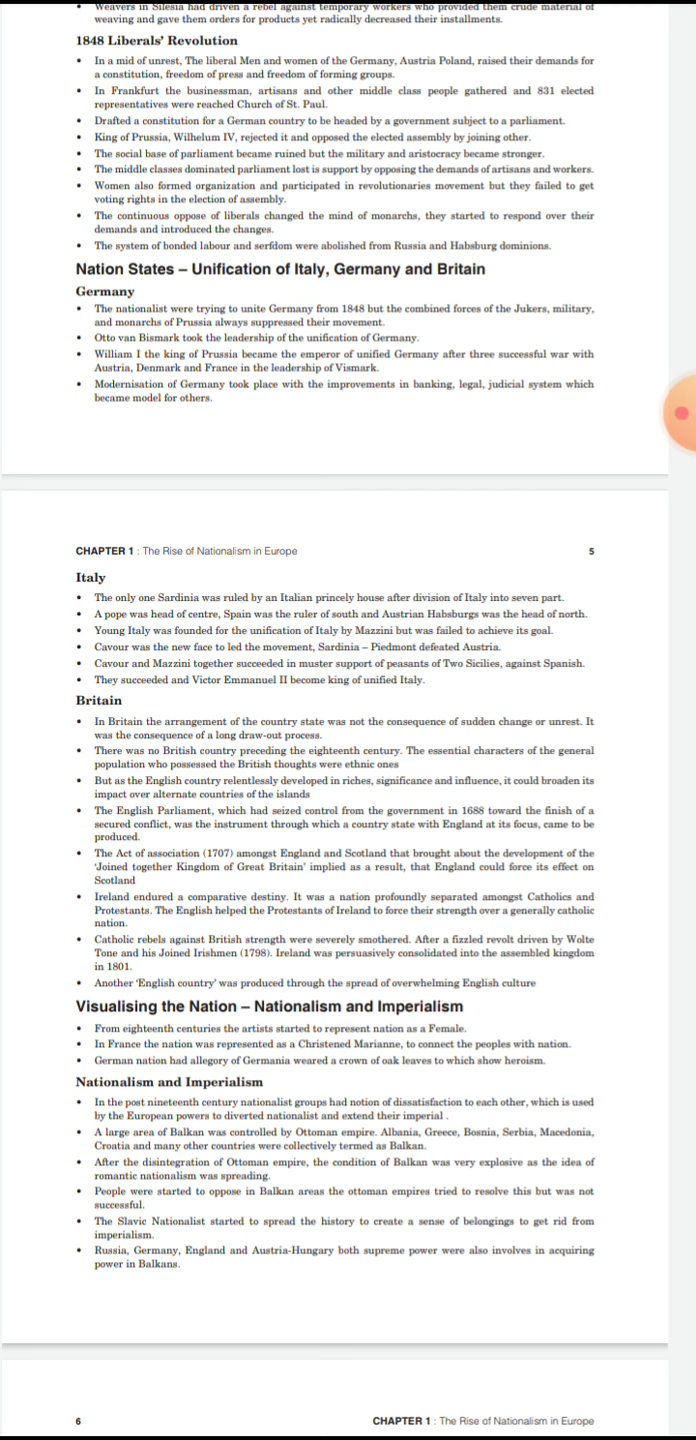 Weavers in Silesia had driven a rebel against temporary workers who provided them crude material of
weaving and gave them orders for products yet radically decreased their installments.
1848 Liberals' Revolution
• In a mid of unrest, The liberal Men and women of the Germany, Austria Poland, raised their demands for
a constitution, freedom of press and freedom of forming groups.
• In Frankfurt the businessman, artisans and other middle class people gathered and 831 elected
representatives were reached Church of St. Paul.
• Drafted a constitution for a German country to be headed by a government subject to a parliament.
• King of Prussia, Wilhelum IV, rejected it and opposed the elected assembly by joining other.
• The social base of parliament became ruined but the military and aristocracy became stronger.
• The middle classes dominated parliament lost is support by opposing the demands of artisans and workers.
• Women also formed organization and participated in revolutionaries movement but they failed to get
voting rights in the election of assembly.
• The continuous oppose of liberals changed the mind of monarchs, they started to respond over their
demands and introduced the changes.
• The system of bonded labour and serfdom were abolished from Russia and Habsburg dominions.
Nation States – Unification of Italy, Germany and Britain
Germany
• The nationalist were trying to unite Germany from 1848 but the combined forces of the Jukers, military,
and monarchs of Prussia always suppressed their movement.
• Otto van Bismark took the leadership of the unification of Germany.
• William I the king of Prussia became the emperor of unified Germany after three successful war with
Austria, Denmark and France in the leadership of Vismark.
• Modernisation of Germany took place with the improvements in banking, legal, judicial system which
became model for others.
CHAPTER 1 : The Rise of Nationalism in Europe 5
Italy
• The only one Sardinia was ruled by an Italian princely house after division of Italy into seven part.
• A pope was head of centre, Spain was the ruler of south and Austrian Habsburgs was the head of north.
• Young Italy was founded for the unification of Italy by Mazzini but was failed to achieve its goal.
• Cavour was the new face to led the movement, Sardinia – Piedmont defeated Austria.
• Cavour and Mazzini together succeeded in muster support of peasants of Two Sicilies, against Spanish.
• They succeeded and Victor Emmanuel II become king of unified Italy.
Britain
• In Britain the arrangement of the country state was not the consequence of sudden change or unrest. It
was the consequence of a long draw-out process.
• There was no British country preceding the eighteenth century. The essential characters of the general
population who possessed the British thoughts were ethnic ones
• But as the English country relentlessly developed in riches, significance and influence, it could broaden its
impact over alternate countries of the islands
• The English Parliament, which had seized control from the government in 1688 toward the finish of a
secured conflict, was the instrument through which a country state with England at its focus, came to be
produced.
• The Act of association (1707) amongst England and Scotland that brought about the development of the
'Joined together Kingdom of Great Britain' implied as a result, that England could force its effect on
Scotland
• Ireland endured a comparative destiny. It was a nation profoundly separated amongst Catholics and
Protestants. The English helped the Protestants of Ireland to force their strength over a generally catholic
nation.
• Catholic rebels against British strength were severely smothered. After a fizzled revolt driven by Wolte
Tone and his Joined Irishmen (1798). Ireland was persuasively consolidated into the assembled kingdom
in 1801.
• Another 'English country' was produced through the spread of overwhelming English culture
Visualising the Nation – Nationalism and Imperialism
• From eighteenth centuries the artists started to represent nation as a Female.
• In France the nation was represented as a Christened Marianne, to connect the peoples with nation.
• German nation had allegory of Germania weared a crown of oak leaves to which show heroism.
Nationalism and Imperialism
• In the post nineteenth century nationalist groups had notion of dissatisfaction to each other, which is used
by the European powers to diverted nationalist and extend their imperial .
• A large area of Balkan was controlled by Ottoman empire. Albania, Greece, Bosnia, Serbia, Macedonia,
Croatia and many other countries were collectively termed as Balkan.
• After the disintegration of Ottoman empire, the condition of Balkan was very explosive as the idea of
romantic nationalism was spreading.
• People were started to oppose in Balkan areas the ottoman empires tried to resolve this but was not
successful.
• The Slavic Nationalist started to spread the history to create a sense of belongings to get rid from
imperialism.
• Russia, Germany, England and Austria-Hungary both supreme power were also involves in acquiring
power in Balkans.
6 CHAPTER 1 : The Rise of Nationalism in Europe